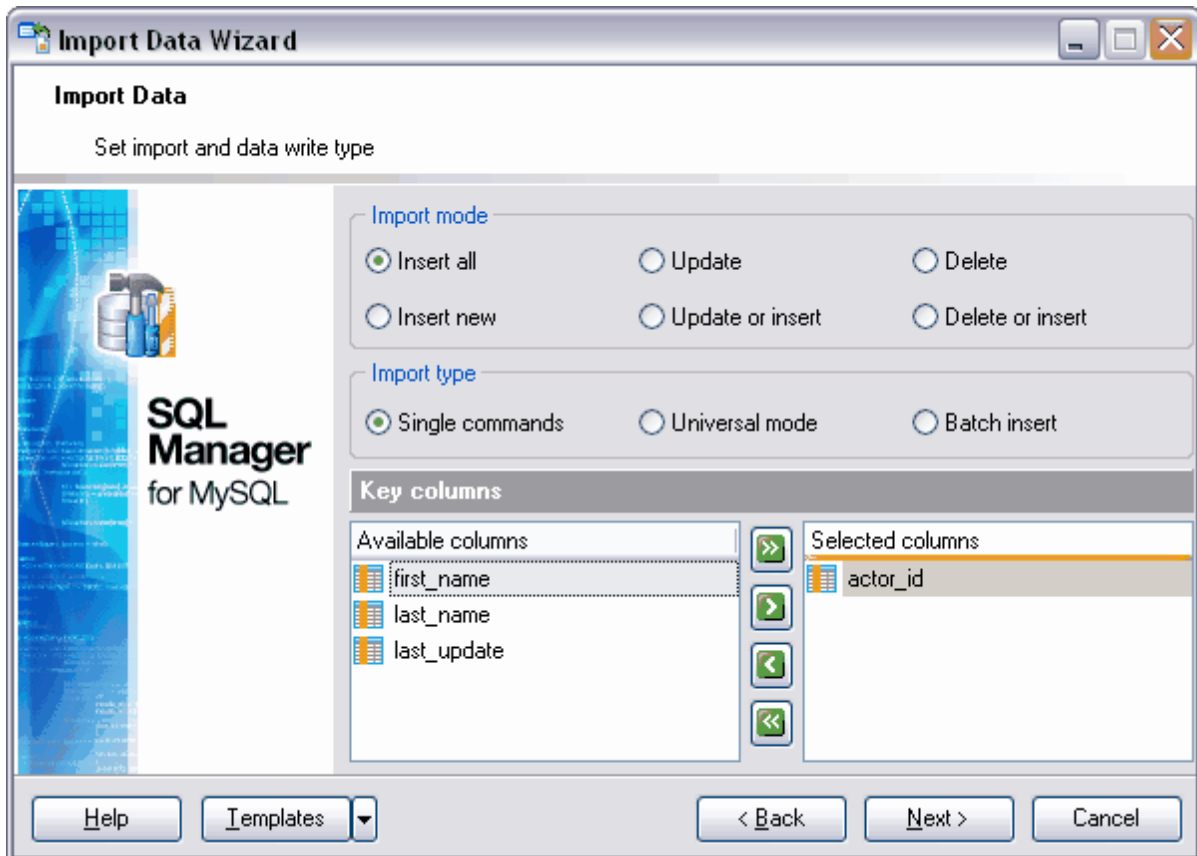 Import Data Wizard
Import Data
Set import and data write type
Import mode
Insert all Update Delete
Insert new Update or insert Delete or insert
Import type
Single commands Universal mode Batch insert
SQL
Manager
for MySQL
Key columns
Available columns Selected columns
first_name actor_id
last_name
last_update
Help Templates < Back Next > Cancel